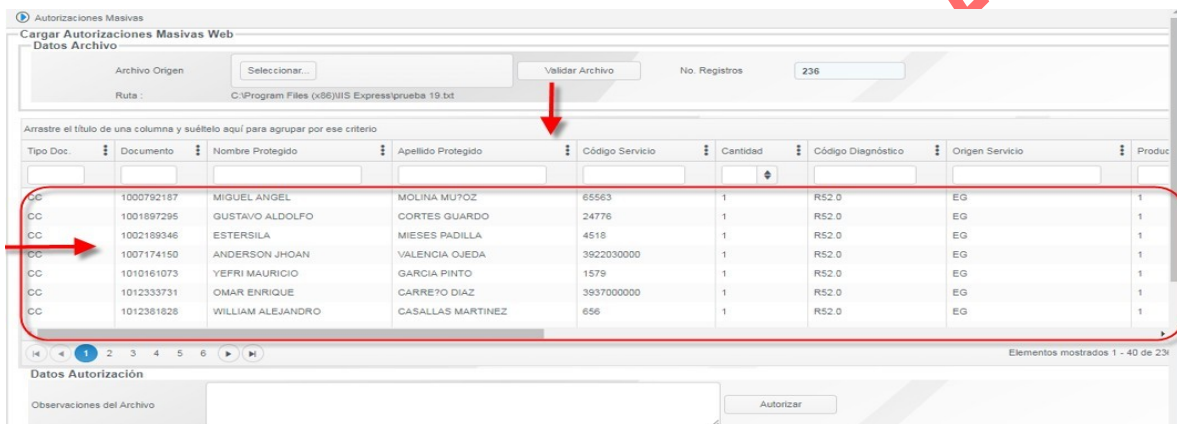 Autorizaciones Masivas
Cargar Autorizaciones Masivas Web
Datos Archivo
Archivo Origen Seleccionar... Validar Archivo No. Registros 236
Ruta : C:\Program Files (x86)\IIS Express\prueba 19.txt
Arrastre el título de una columna y suéltelo aquí para agrupar por ese criterio
Tipo Doc. Documento Nombre Protegido Apellido Protegido Código Servicio Cantidad Código Diagnóstico Origen Servicio Produc
CC 1000792187 MIGUEL ANGEL MOLINA MU?OZ 65563 1 R52.0 EG 1
CC 1001897295 GUSTAVO ALDOLFO CORTES GUARDO 24776 1 R52.0 EG 1
CC 1002189346 ESTERSILA MIESES PADILLA 4518 1 R52.0 EG 1
CC 1007174150 ANDERSON JHOAN VALENCIA OJEDA 3922030000 1 R52.0 EG 1
CC 1010161073 YEFRI MAURICIO GARCIA PINTO 1579 1 R52.0 EG 1
CC 1012333731 OMAR ENRIQUE CARRE?O DIAZ 3937000000 1 R52.0 EG 1
CC 1012381828 WILLIAM ALEJANDRO CASALLAS MARTINEZ 656 1 R52.0 EG 1
1 2 3 4 5 6 Elementos mostrados 1 - 40 de 23
Datos Autorización
Observaciones del Archivo Autorizar